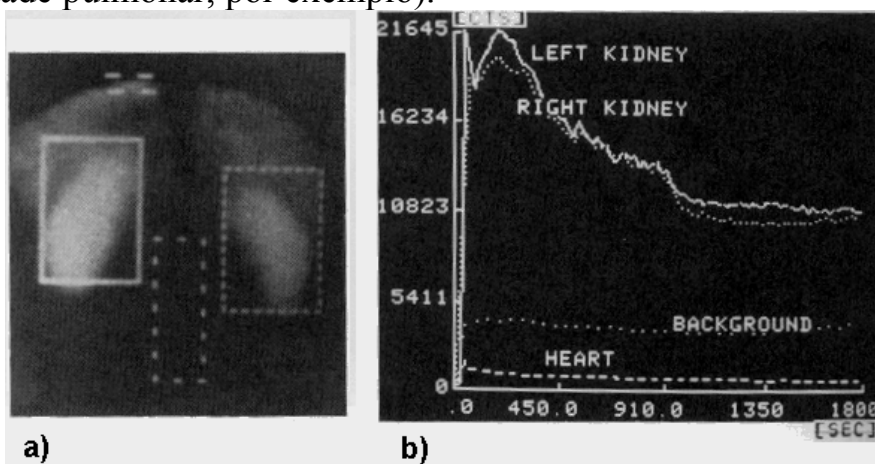 ade pulmonar, por exemplo).
[CTS]
21645
LEFT KIDNEY
RIGHT KIDNEY
16234
10823
5411
BACKGROUND
HEART
0
.0 450.0 910.0 1350 1800
[SEC]
a) b)